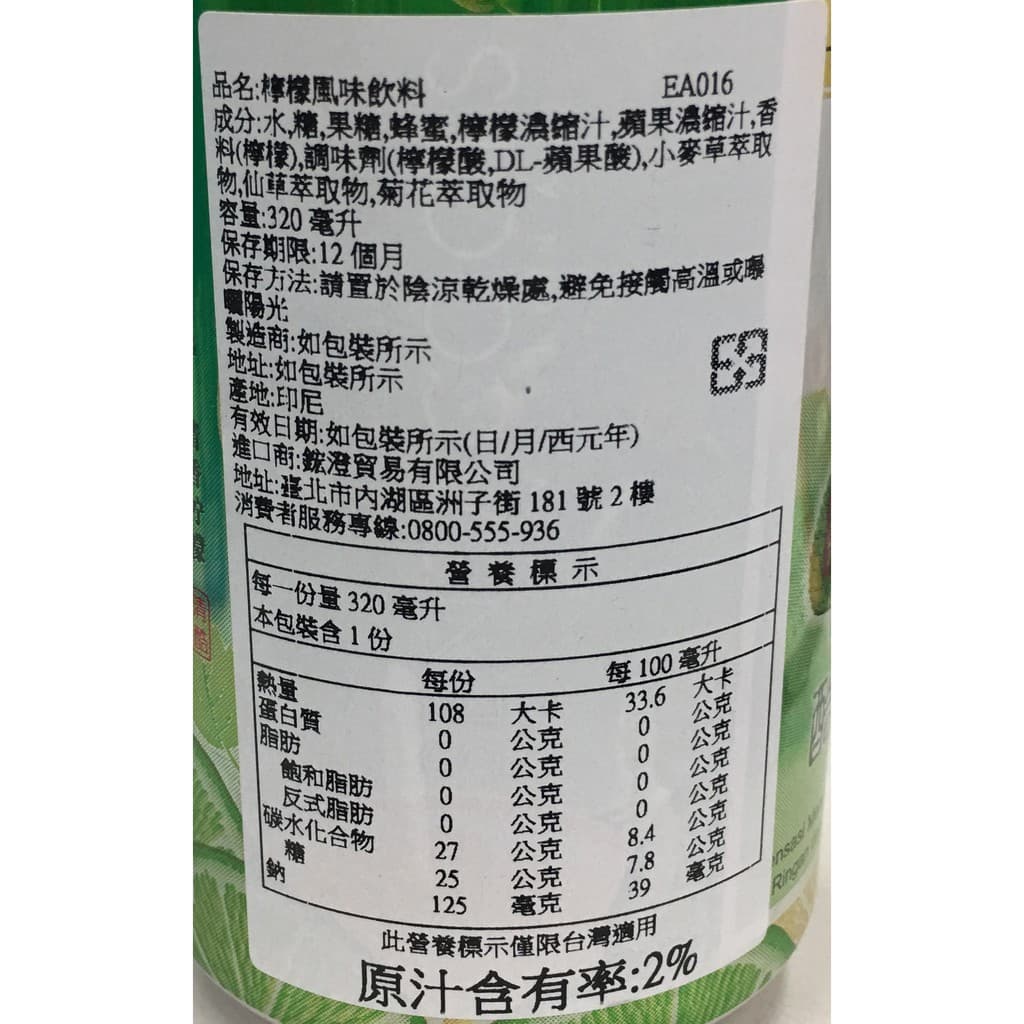 品名:檸檬風味飲料 EA016
成分:水,糖,果糖,蜂蜜,檸檬濃縮汁,蘋果濃縮汁,香
料(檸檬),調味劑(檸檬酸,DL-蘋果酸),小麥草萃取
物,仙草萃取物,菊花萃取物
容量:320 毫升
保存期限:12 個月
保存方法:請置於陰涼乾燥處,避免接觸高溫或曝
曬陽光
製造商:如包裝所示
地址:如包裝所示
產地:印尼
有效日期:如包裝所示(日/月/西元年)
進口商:鋐澄貿易有限公司
地址:臺北市內湖區洲子街 181 號 2 樓
消費者服務專線:0800-555-936
營養標示
每一份量 320 毫升
本包裝含 1 份
每份 每 100 毫升
熱量 108 大卡 33.6 大卡
蛋白質 0 公克 0 公克
脂肪 0 公克 0 公克
飽和脂肪 0 公克 0 公克
反式脂肪 0 公克 0 公克
碳水化合物 27 公克 8.4 公克
糖 25 公克 7.8 公克
鈉 125 毫克 39 毫克
此營養標示僅限台灣適用
原汁含有率:2%